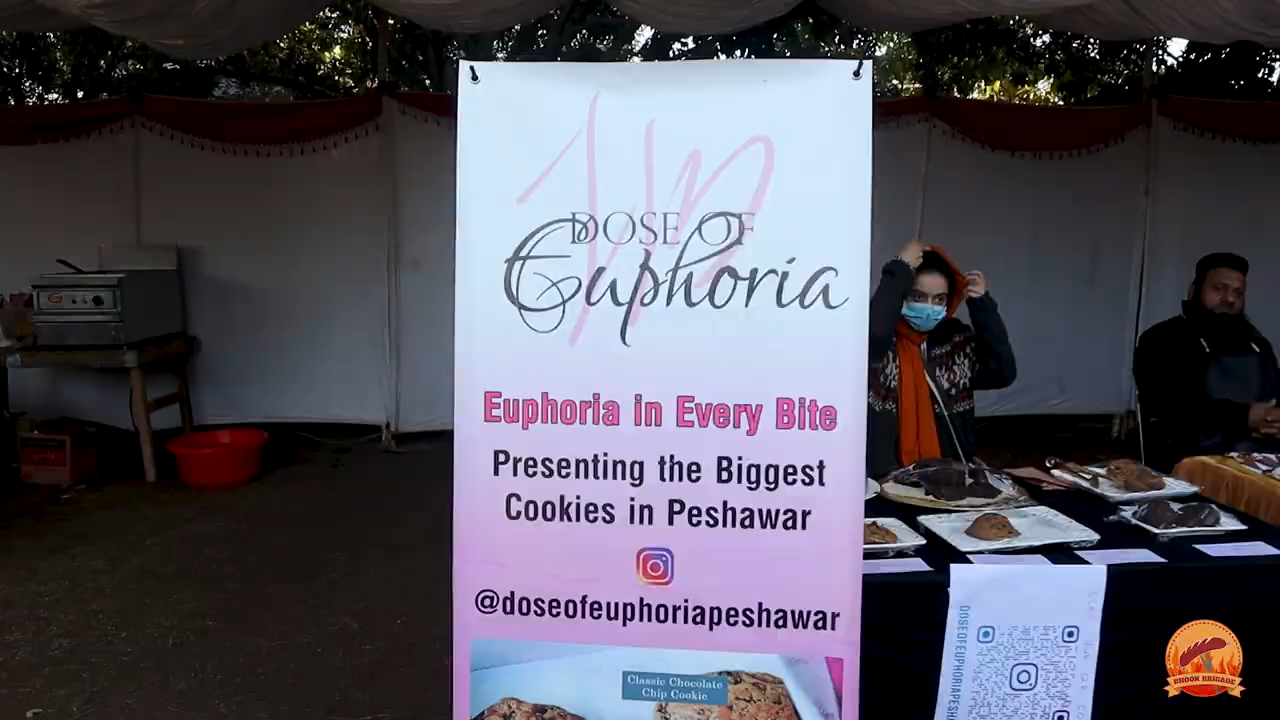 DOSE OF
Euphoria
Euphoria in Every Bite
Presenting the Biggest
Cookies in Peshawar
@doseofeuphoriapeshawar
Classic Chocolate
Chip Cookie
DOSEOFEUPHORIAPESHA
BHOOK BRIGADE